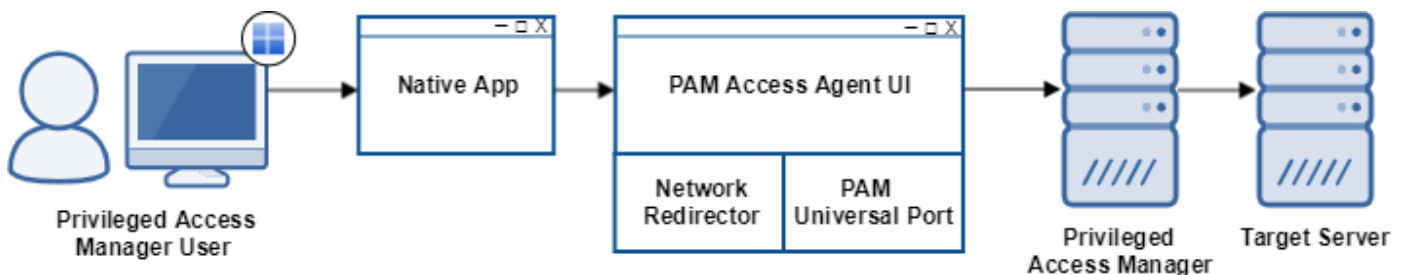 Native App
PAM Access Agent UI
Network
Redirector
PAM
Universal Port
Privileged Access
Manager User
Privileged
Access Manager
Target Server